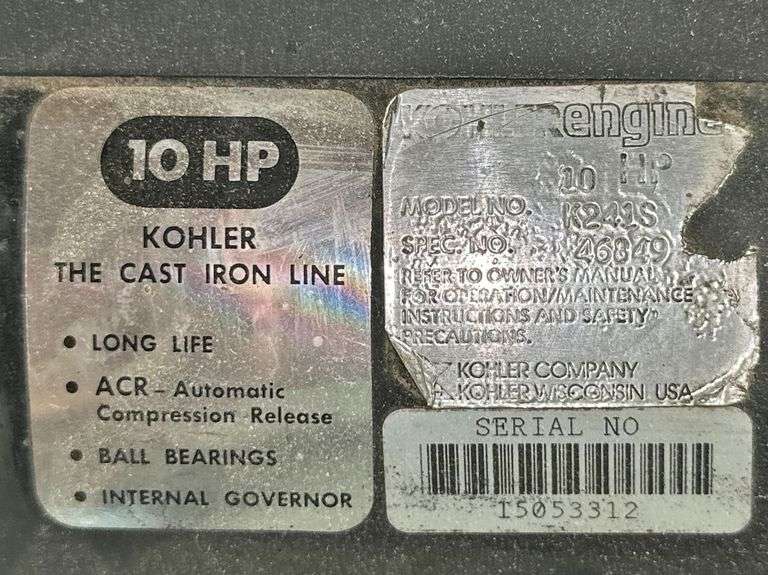 10 HP
KOHLER
THE CAST IRON LINE
• LONG LIFE
• ACR - Automatic
Compression Release
• BALL BEARINGS
• INTERNAL GOVERNOR
KOHLER engine
10 HP
MODEL NO. K241S
SPEC. NO. 46849
REFER TO OWNER'S MANUAL
FOR OPERATION/MAINTENANCE
INSTRUCTIONS AND SAFETY
PRECAUTIONS.
KOHLER COMPANY
KOHLER WISCONSIN USA
SERIAL NO
15053312